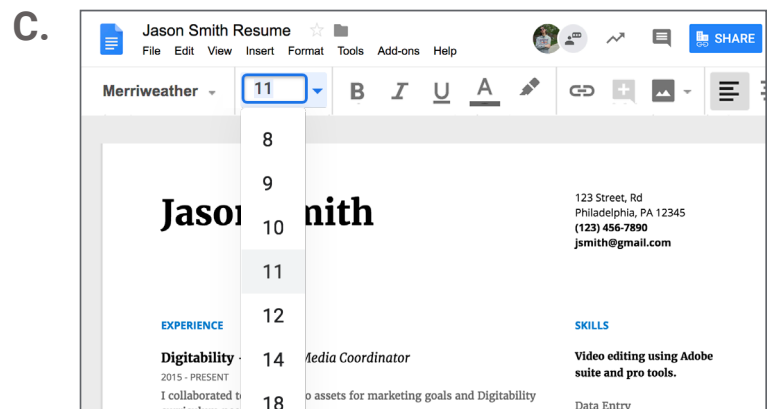 C.
Jason Smith Resume
File Edit View Insert Format Tools Add-ons Help
SHARE
Merriweather 11 B I U A
8
9
10
11
12
14
18
123 Street, Rd
Philadelphia, PA 12345
(123) 456-7890
jsmith@gmail.com
EXPERIENCE
Digitability - Media Coordinator
2015 - PRESENT
I collaborated assets for marketing goals and Digitability
SKILLS
Video editing using Adobe
suite and pro tools.
Data Entry